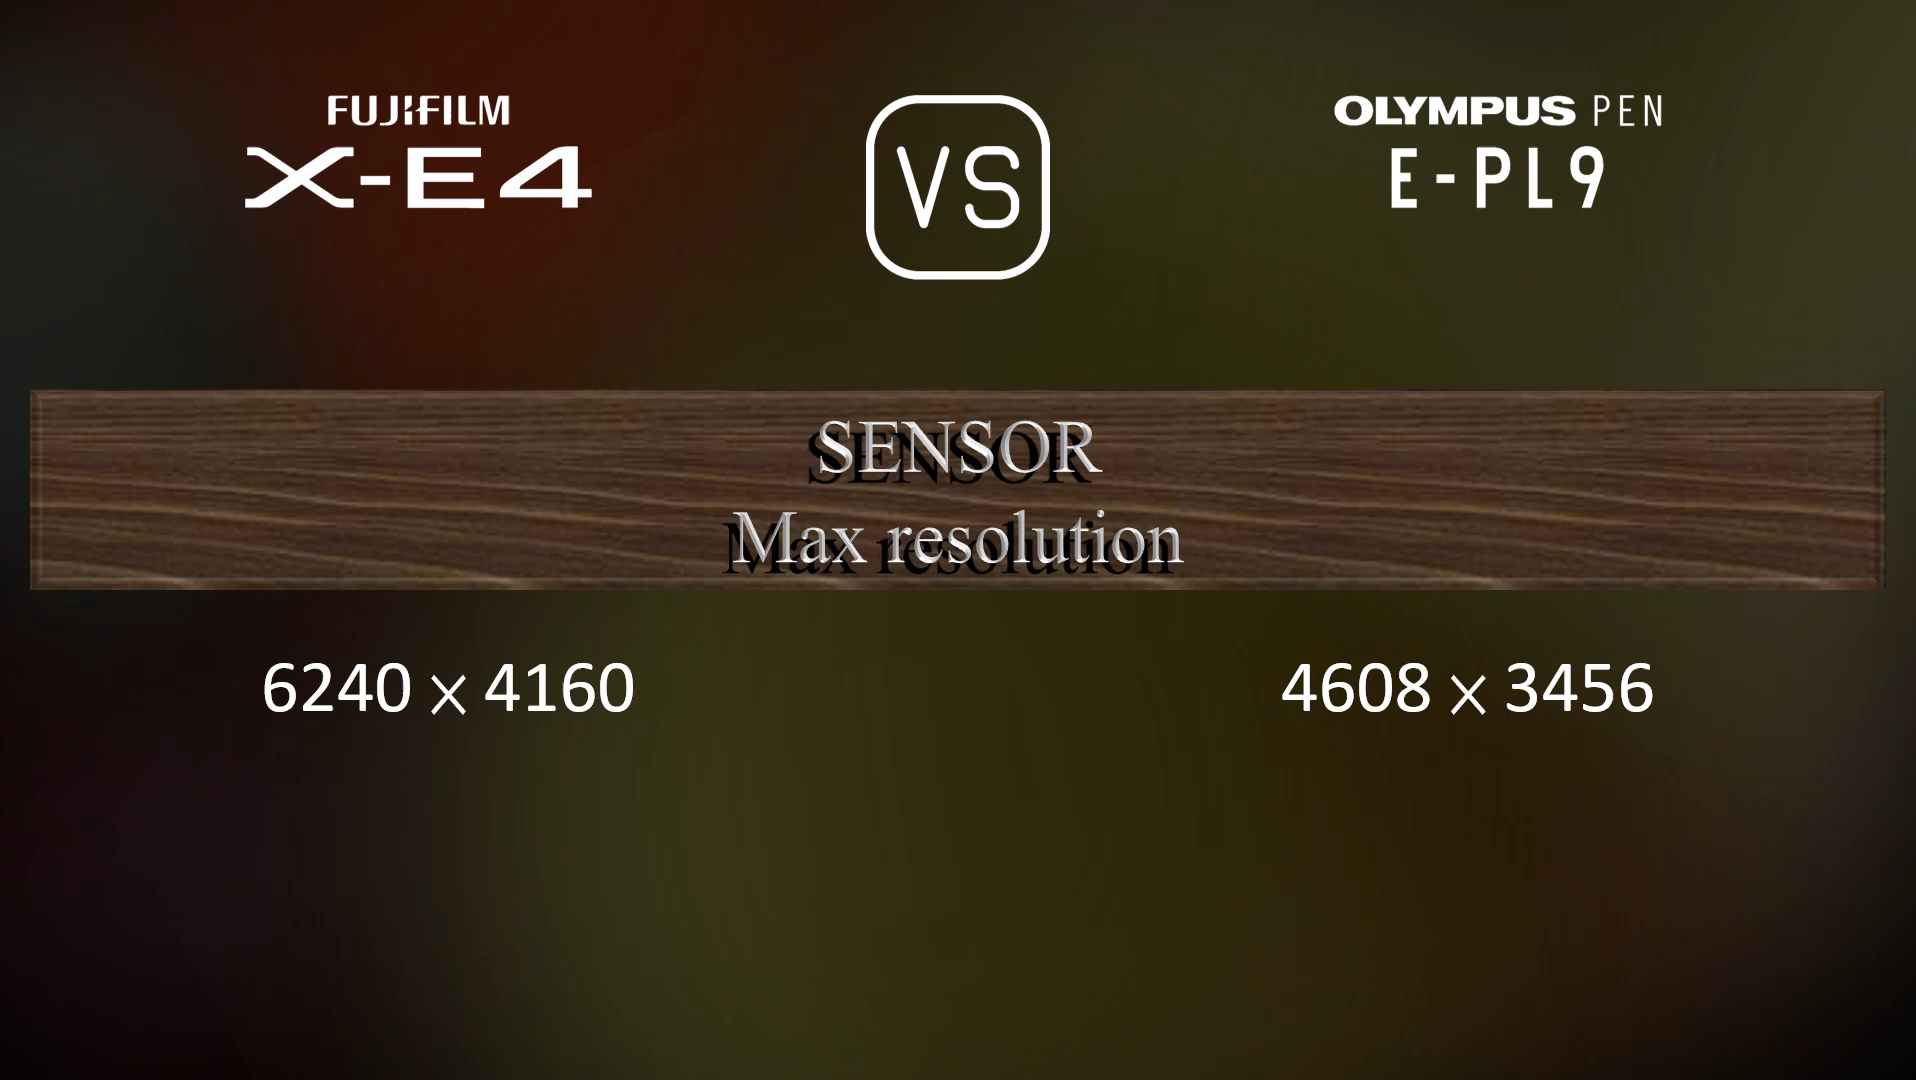 FUJIFILM
X-E4
VS
OLYMPUS PEN
E-PL9
SENSOR
Max resolution
6240 x 4160
4608 x 3456